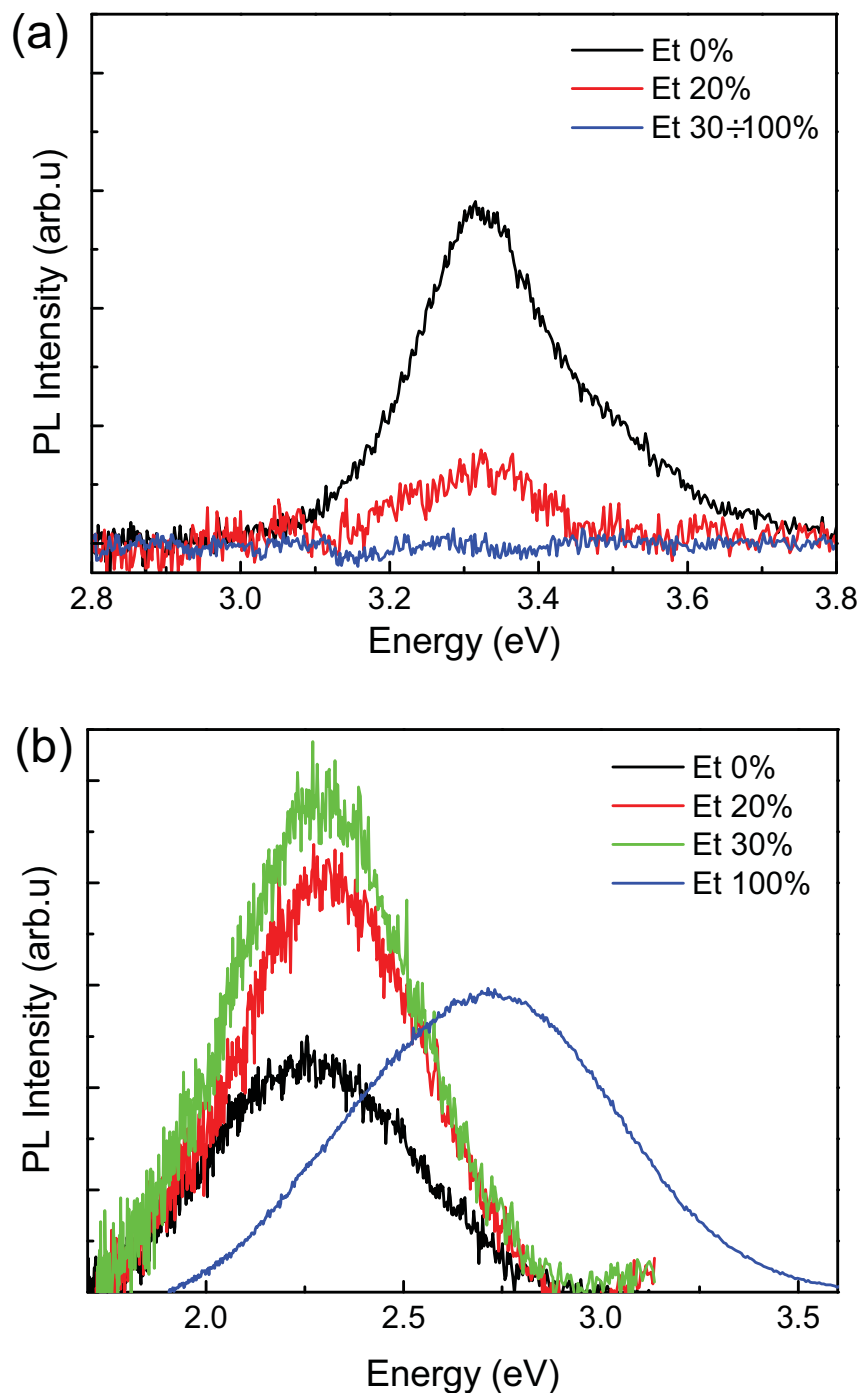 (a)
Et 0%
Et 20%
Et 30÷100%
PL Intensity (arb.u)
2.8 3.0 3.2 3.4 3.6 3.8
Energy (eV)
(b)
Et 0%
Et 20%
Et 30%
Et 100%
PL Intensity (arb.u)
2.0 2.5 3.0 3.5
Energy (eV)